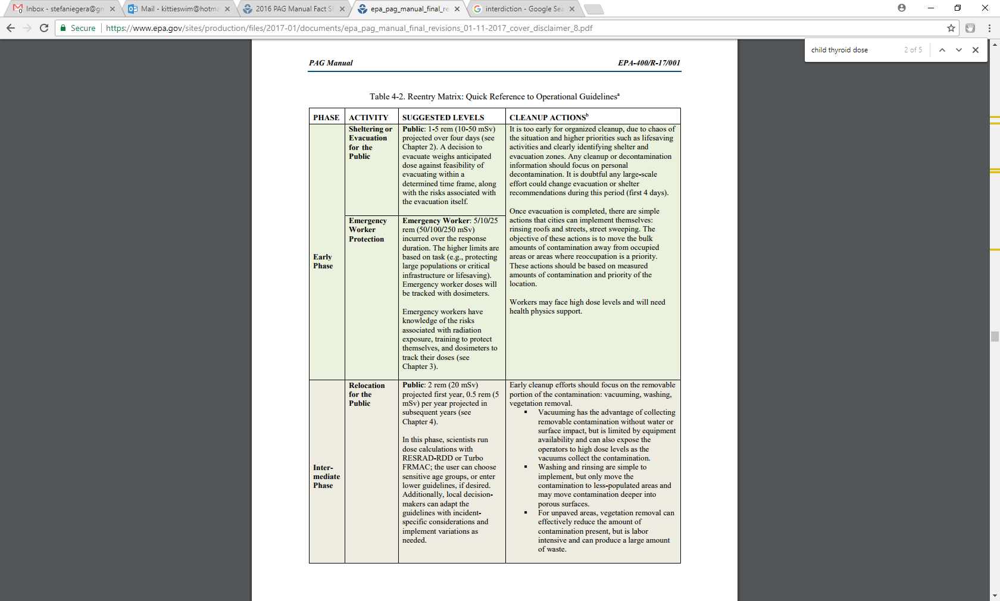 Inbox - stefaniegera@gm
Mail - kittieswim@hotma
2016 PAG Manual Fact Sh
epa_pag_manual_final_re
interdiction - Google Sea
Secure
https://www.epa.gov/sites/production/files/2017-01/documents/epa_pag_manual_final_revisions_01-11-2017_cover_disclaimer_8.pdf
child thyroid dose
2 of 5
PAG Manual
EPA-400/R-17/001
Table 4-2. Reentry Matrix: Quick Reference to Operational Guidelinesᵃ
PHASE
ACTIVITY
SUGGESTED LEVELS
CLEANUP ACTIONSᵇ
Early
Phase
Sheltering or
Evacuation
for the
Public
Public: 1-5 rem (10-50 mSv)
projected over four days (see
Chapter 2). A decision to
evacuate weighs anticipated
dose against feasibility of
evacuating within a
determined time frame, along
with the risks associated with
the evacuation itself.
It is too early for organized cleanup, due to chaos of
the situation and higher priorities such as lifesaving
activities and clearly identifying shelter and
evacuation zones. Any cleanup or decontamination
information should focus on personal
decontamination. It is doubtful any large-scale
effort could change evacuation or shelter
recommendations during this period (first 4 days).
Once evacuation is completed, there are simple
actions that cities can implement themselves:
rinsing roofs and streets, street sweeping. The
objective of these actions is to move the bulk
amounts of contamination away from occupied
areas or areas where reoccupation is a priority.
These actions should be based on measured
amounts of contamination and priority of the
location.
Workers may face high dose levels and will need
health physics support.
Emergency
Worker
Protection
Emergency Worker: 5/10/25
rem (50/100/250 mSv)
incurred over the response
duration. The higher limits are
based on task (e.g., protecting
large populations or critical
infrastructure or lifesaving).
Emergency worker doses will
be tracked with dosimeters.
Emergency workers have
knowledge of the risks
associated with radiation
exposure, training to protect
themselves, and dosimeters to
track their doses (see
Chapter 3).
Inter-
mediate
Phase
Relocation
for the
Public
Public: 2 rem (20 mSv)
projected first year, 0.5 rem (5
mSv) per year projected in
subsequent years (see
Chapter 4).
In this phase, scientists run
dose calculations with
RESRAD-RDD or Turbo
FRMAC; the user can choose
sensitive age groups, or enter
lower guidelines, if desired.
Additionally, local decision-
makers can adapt the
guidelines with incident-
specific considerations and
implement variations as
needed.
Early cleanup efforts should focus on the removable
portion of the contamination: vacuuming, washing,
vegetation removal.
▪ Vacuuming has the advantage of collecting
removable contamination without water or
surface impact, but is limited by equipment
availability and can also expose the
operators to high dose levels as the
vacuums collect the contamination.
▪ Washing and rinsing are simple to
implement, but only move the
contamination to less-populated areas and
may move contamination deeper into
porous surfaces.
▪ For unpaved areas, vegetation removal can
effectively reduce the amount of
contamination present, but is labor
intensive and can produce a large amount
of waste.